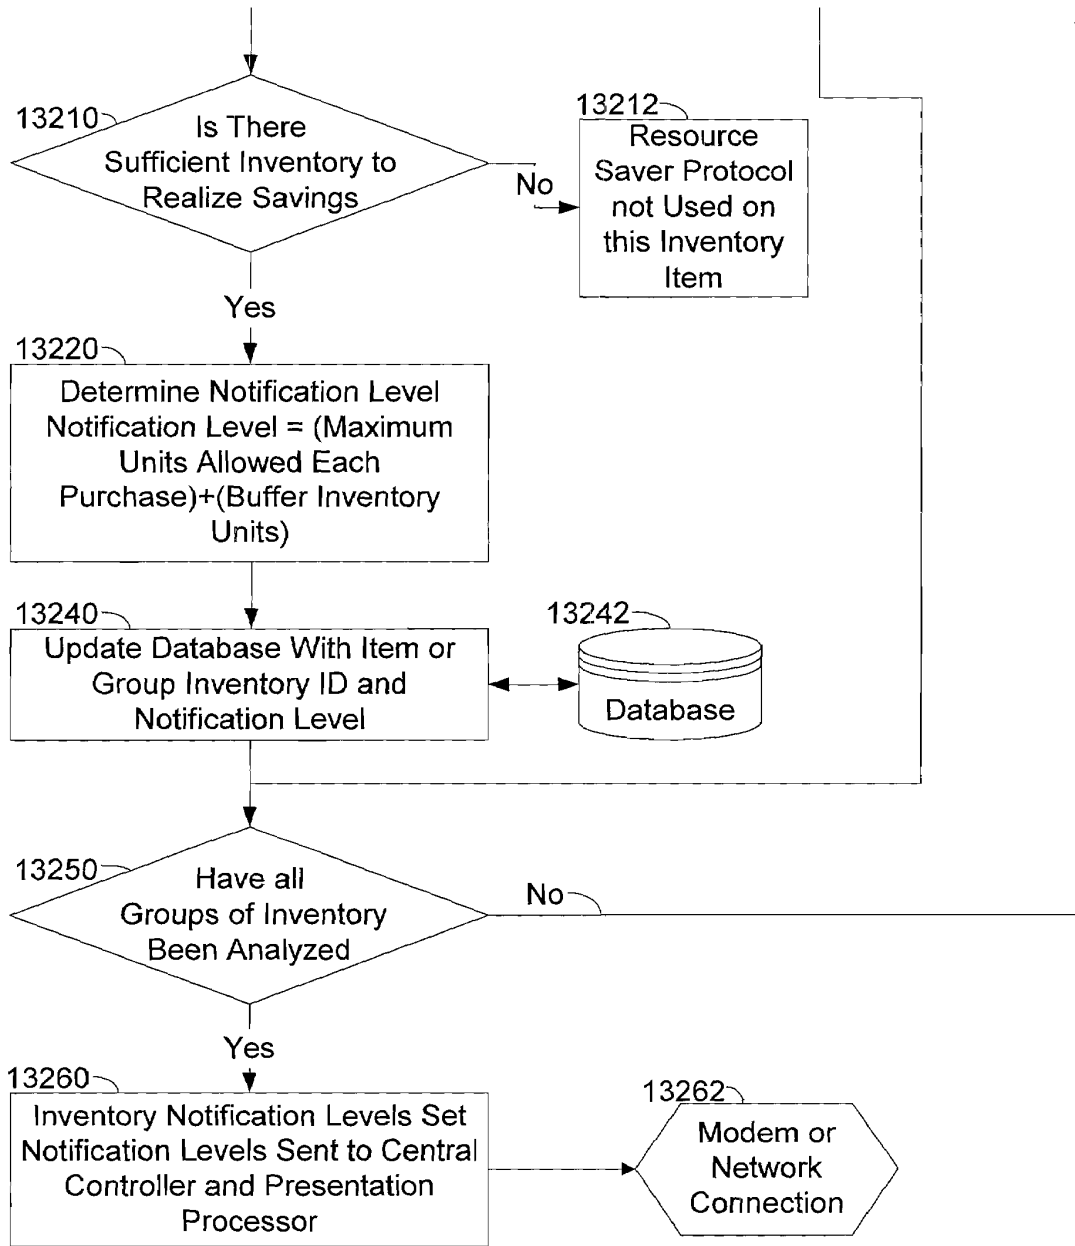 13210
Is There
Sufficient Inventory to
Realize Savings
No
13212
Resource
Saver Protocol
not Used on
this Inventory
Item
Yes
13220
Determine Notification Level
Notification Level = (Maximum
Units Allowed Each
Purchase)+(Buffer Inventory
Units)
13240
Update Database With Item or
Group Inventory ID and
Notification Level
13242
Database
13250
Have all
Groups of Inventory
Been Analyzed
No
Yes
13260
Inventory Notification Levels Set
Notification Levels Sent to Central
Controller and Presentation
Processor
13262
Modem or
Network
Connection